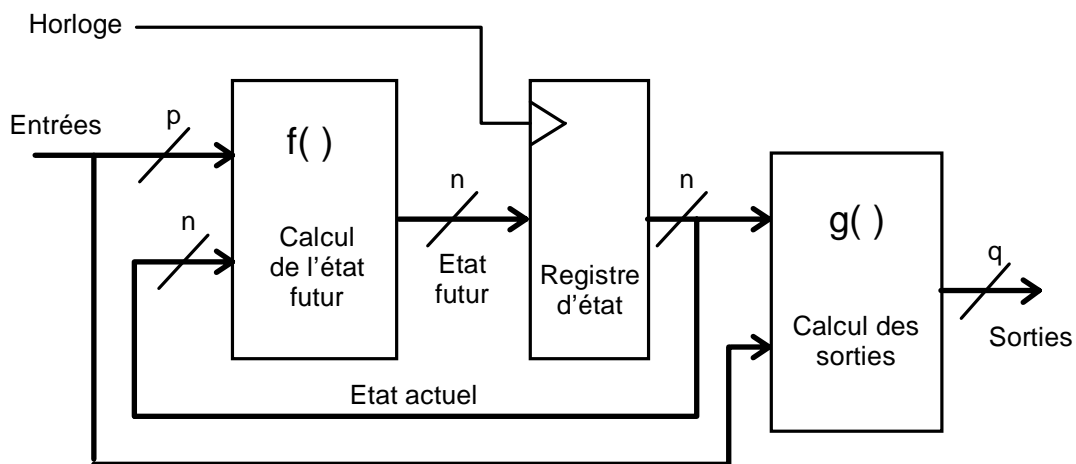 Horloge
Entrées
p
n
f( )
Calcul
de l'état
futur
n
Etat
futur
Registre
d'état
n
g( )
Calcul des
sorties
q
Sorties
Etat actuel